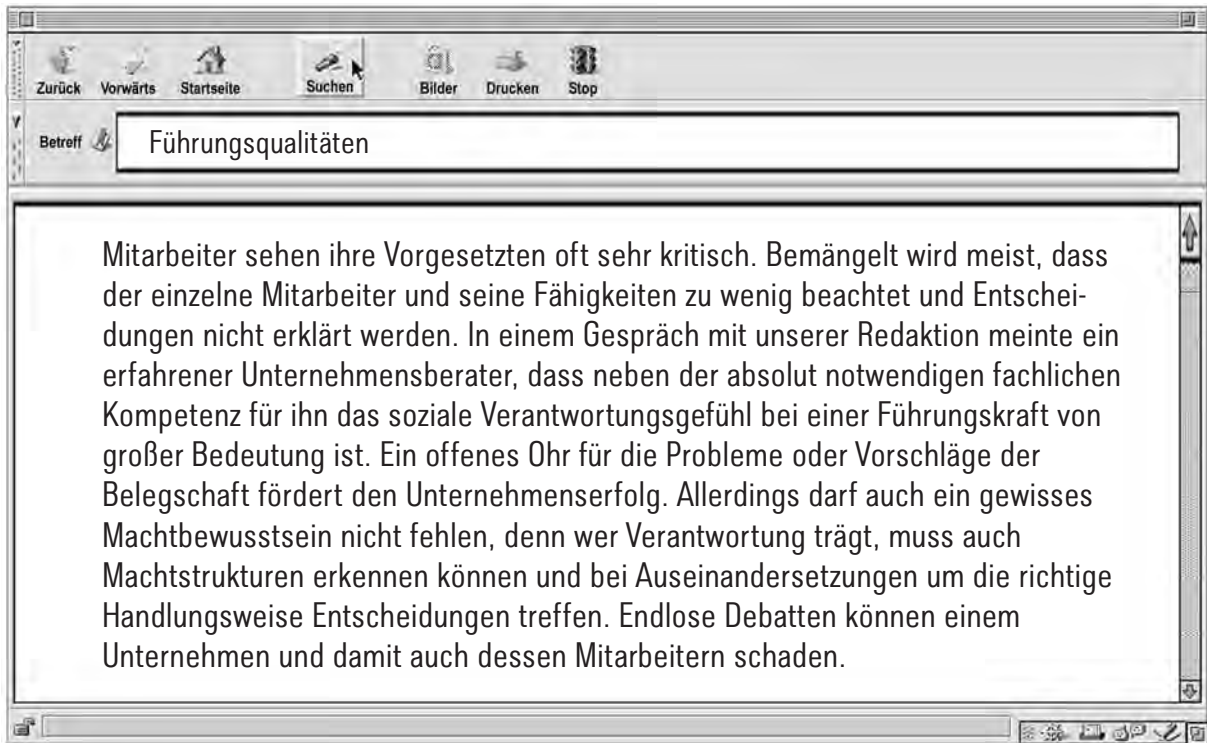 Zurück Vorwärts Startseite Suchen Bilder Drucken Stop
Betreff Führungsqualitäten
Mitarbeiter sehen ihre Vorgesetzten oft sehr kritisch. Bemängelt wird meist, dass
der einzelne Mitarbeiter und seine Fähigkeiten zu wenig beachtet und Entschei-
dungen nicht erklärt werden. In einem Gespräch mit unserer Redaktion meinte ein
erfahrener Unternehmensberater, dass neben der absolut notwendigen fachlichen
Kompetenz für ihn das soziale Verantwortungsgefühl bei einer Führungskraft von
großer Bedeutung ist. Ein offenes Ohr für die Probleme oder Vorschläge der
Belegschaft fördert den Unternehmenserfolg. Allerdings darf auch ein gewisses
Machtbewusstsein nicht fehlen, denn wer Verantwortung trägt, muss auch
Machtstrukturen erkennen können und bei Auseinandersetzungen um die richtige
Handlungsweise Entscheidungen treffen. Endlose Debatten können einem
Unternehmen und damit auch dessen Mitarbeitern schaden.